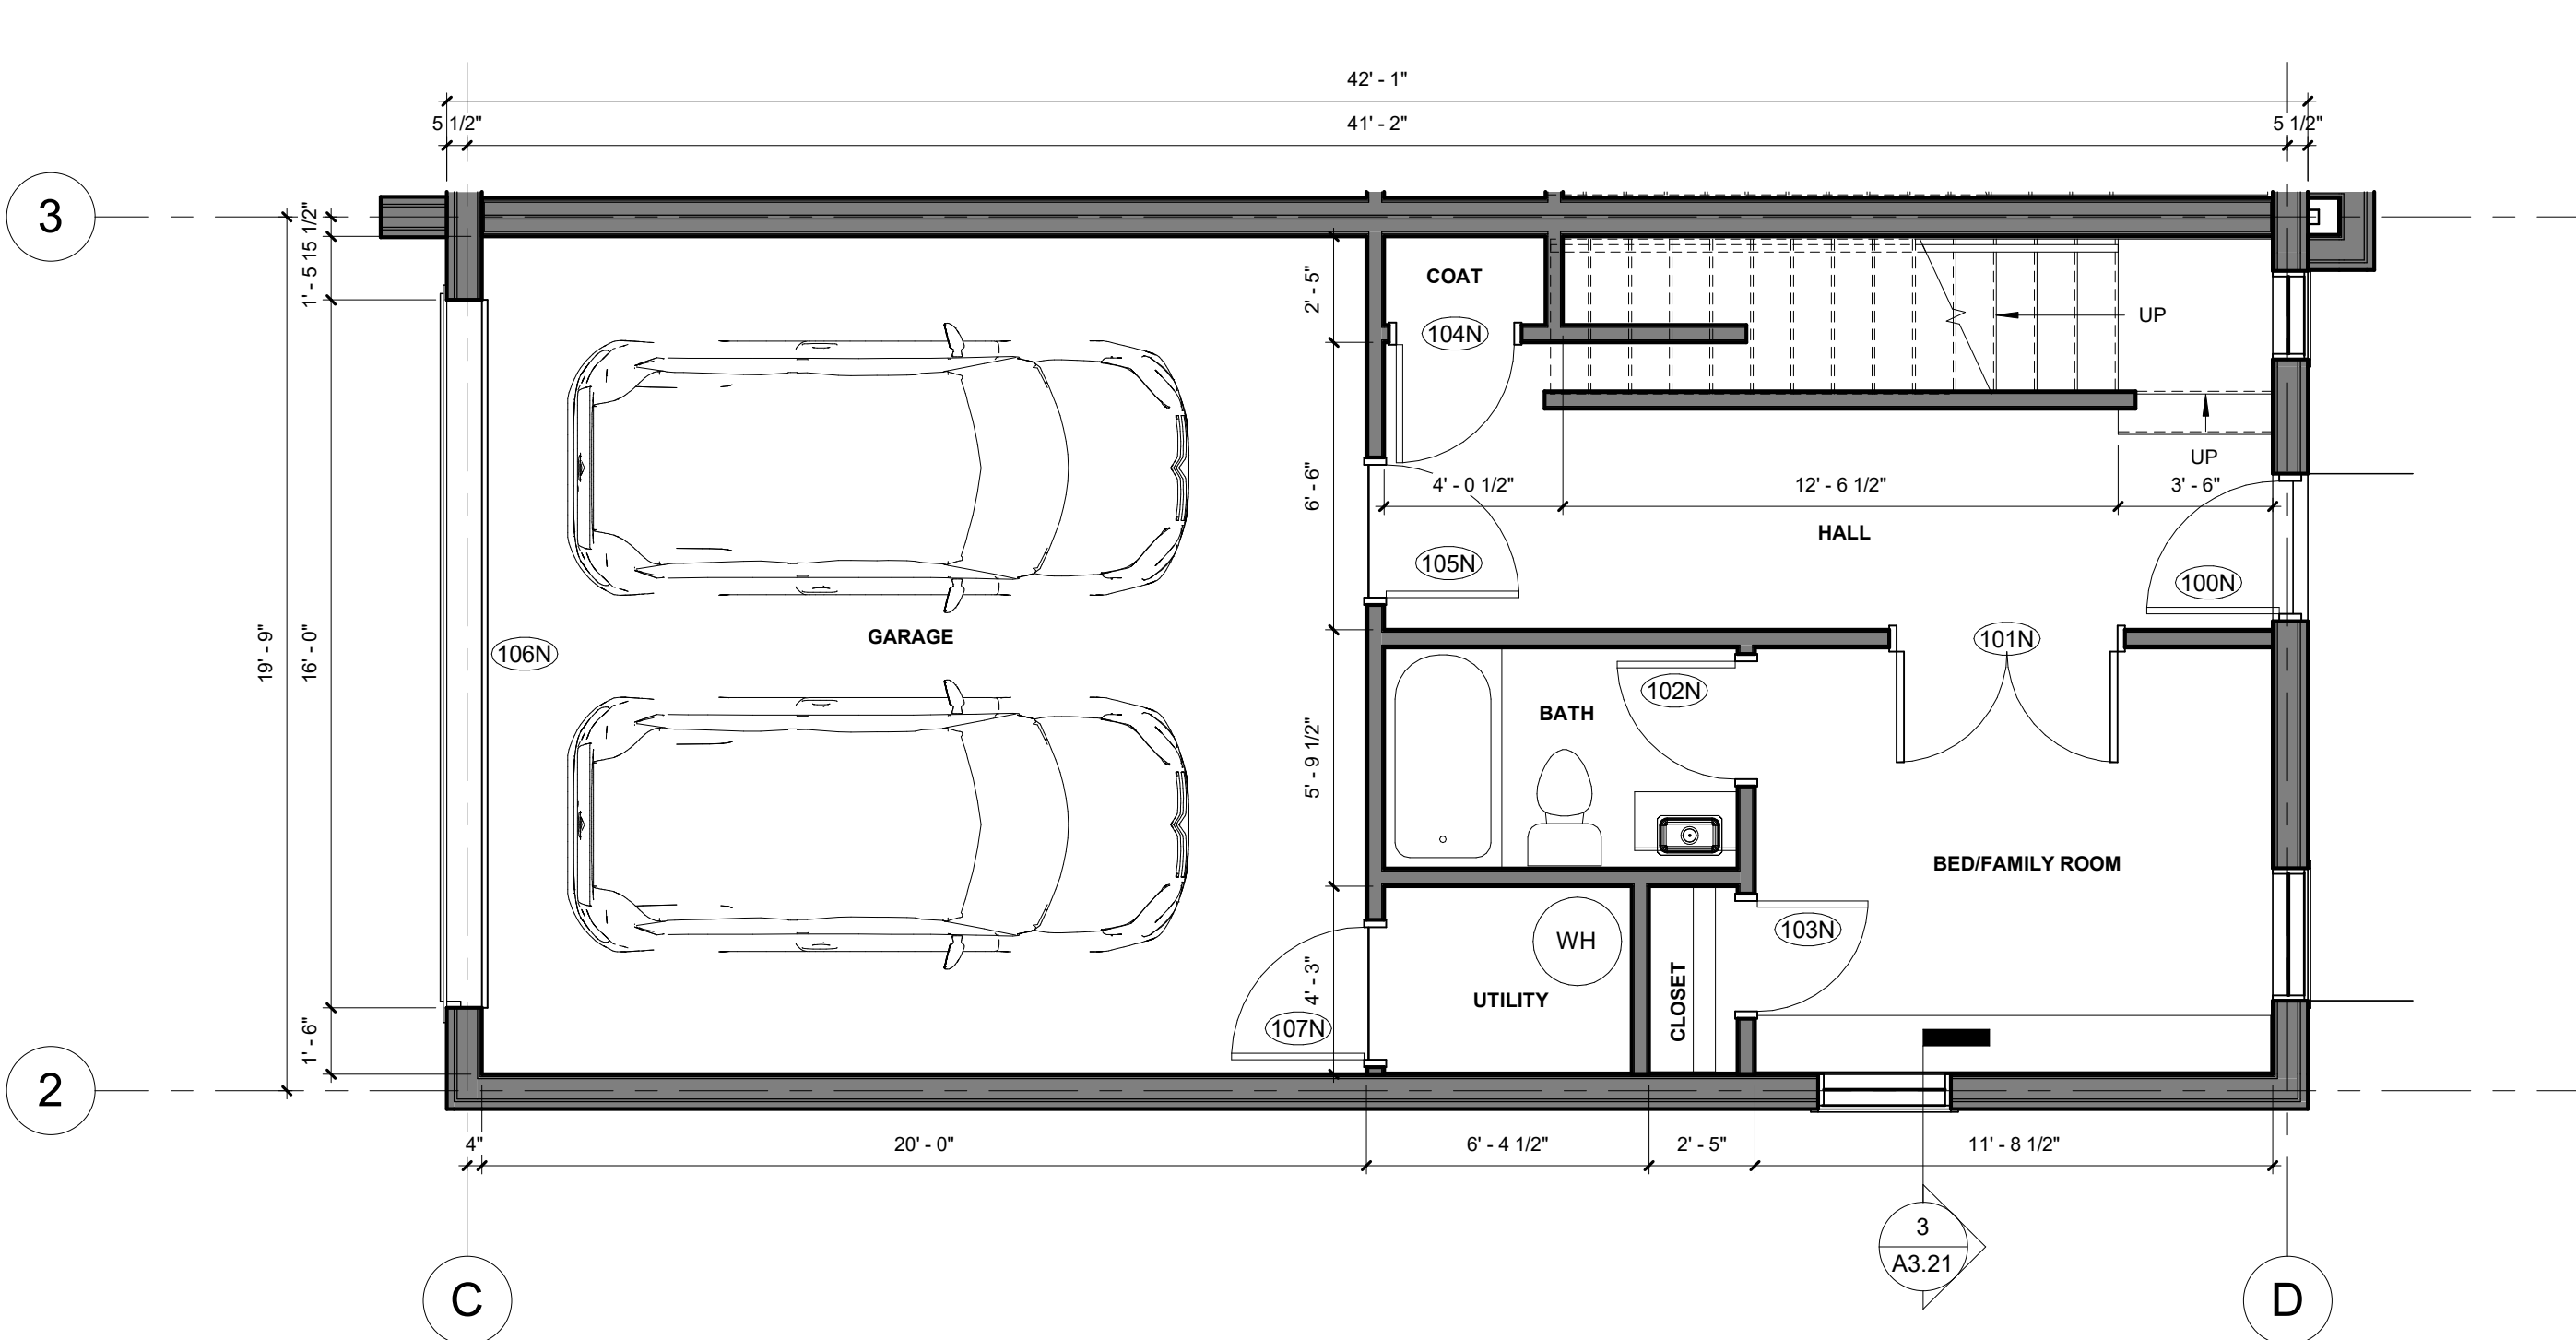 42' - 1"
5 1/2"
41' - 2"
5 1/2"
3
1' - 5 15 1/2"
2' - 5"
COAT
104N
UP
UP
6' - 6"
4' - 0 1/2"
12' - 6 1/2"
3' - 6"
HALL
105N
100N
19' - 9"
16' - 0"
106N
GARAGE
101N
102N
BATH
5' - 9 1/2"
BED/FAMILY ROOM
WH
103N
4' - 3"
UTILITY
CLOSET
107N
1' - 6"
2
4"
20' - 0"
6' - 4 1/2"
2' - 5"
11' - 8 1/2"
3
A3.21
C
D